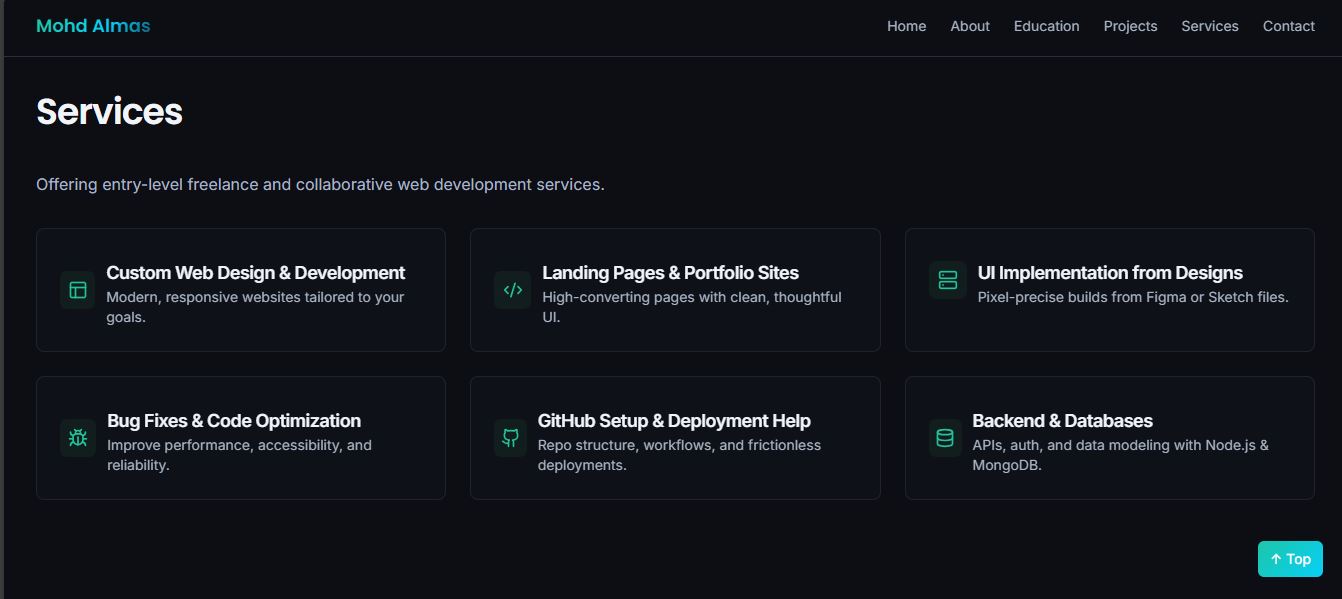 Mohd Almas
Home About Education Projects Services Contact
Services
Offering entry-level freelance and collaborative web development services.
Custom Web Design & Development
Modern, responsive websites tailored to your
goals.
Landing Pages & Portfolio Sites
High-converting pages with clean, thoughtful
UI.
UI Implementation from Designs
Pixel-precise builds from Figma or Sketch files.
Bug Fixes & Code Optimization
Improve performance, accessibility, and
reliability.
GitHub Setup & Deployment Help
Repo structure, workflows, and frictionless
deployments.
Backend & Databases
APIs, auth, and data modeling with Node.js &
MongoDB.
↑ Top